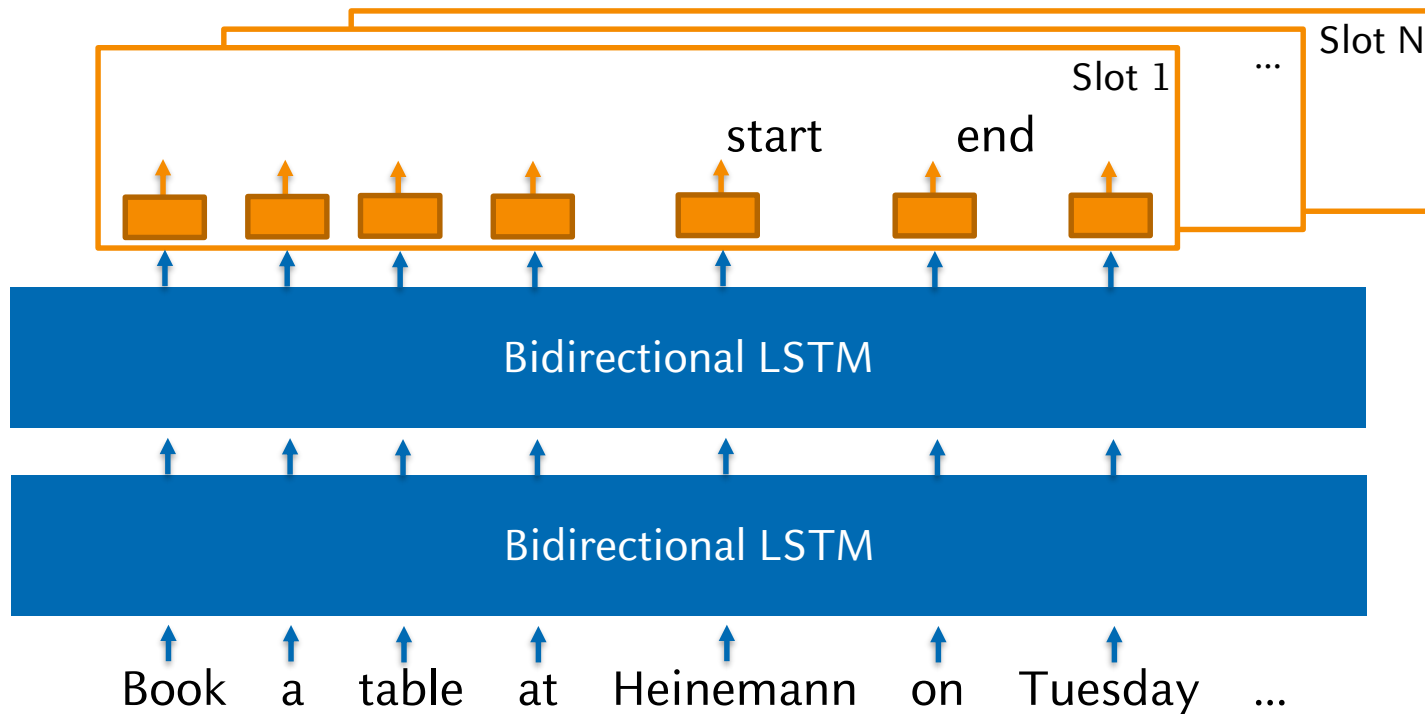 Slot N
...
Slot 1
start end
Bidirectional LSTM
Bidirectional LSTM
Book a table at Heinemann on Tuesday ...